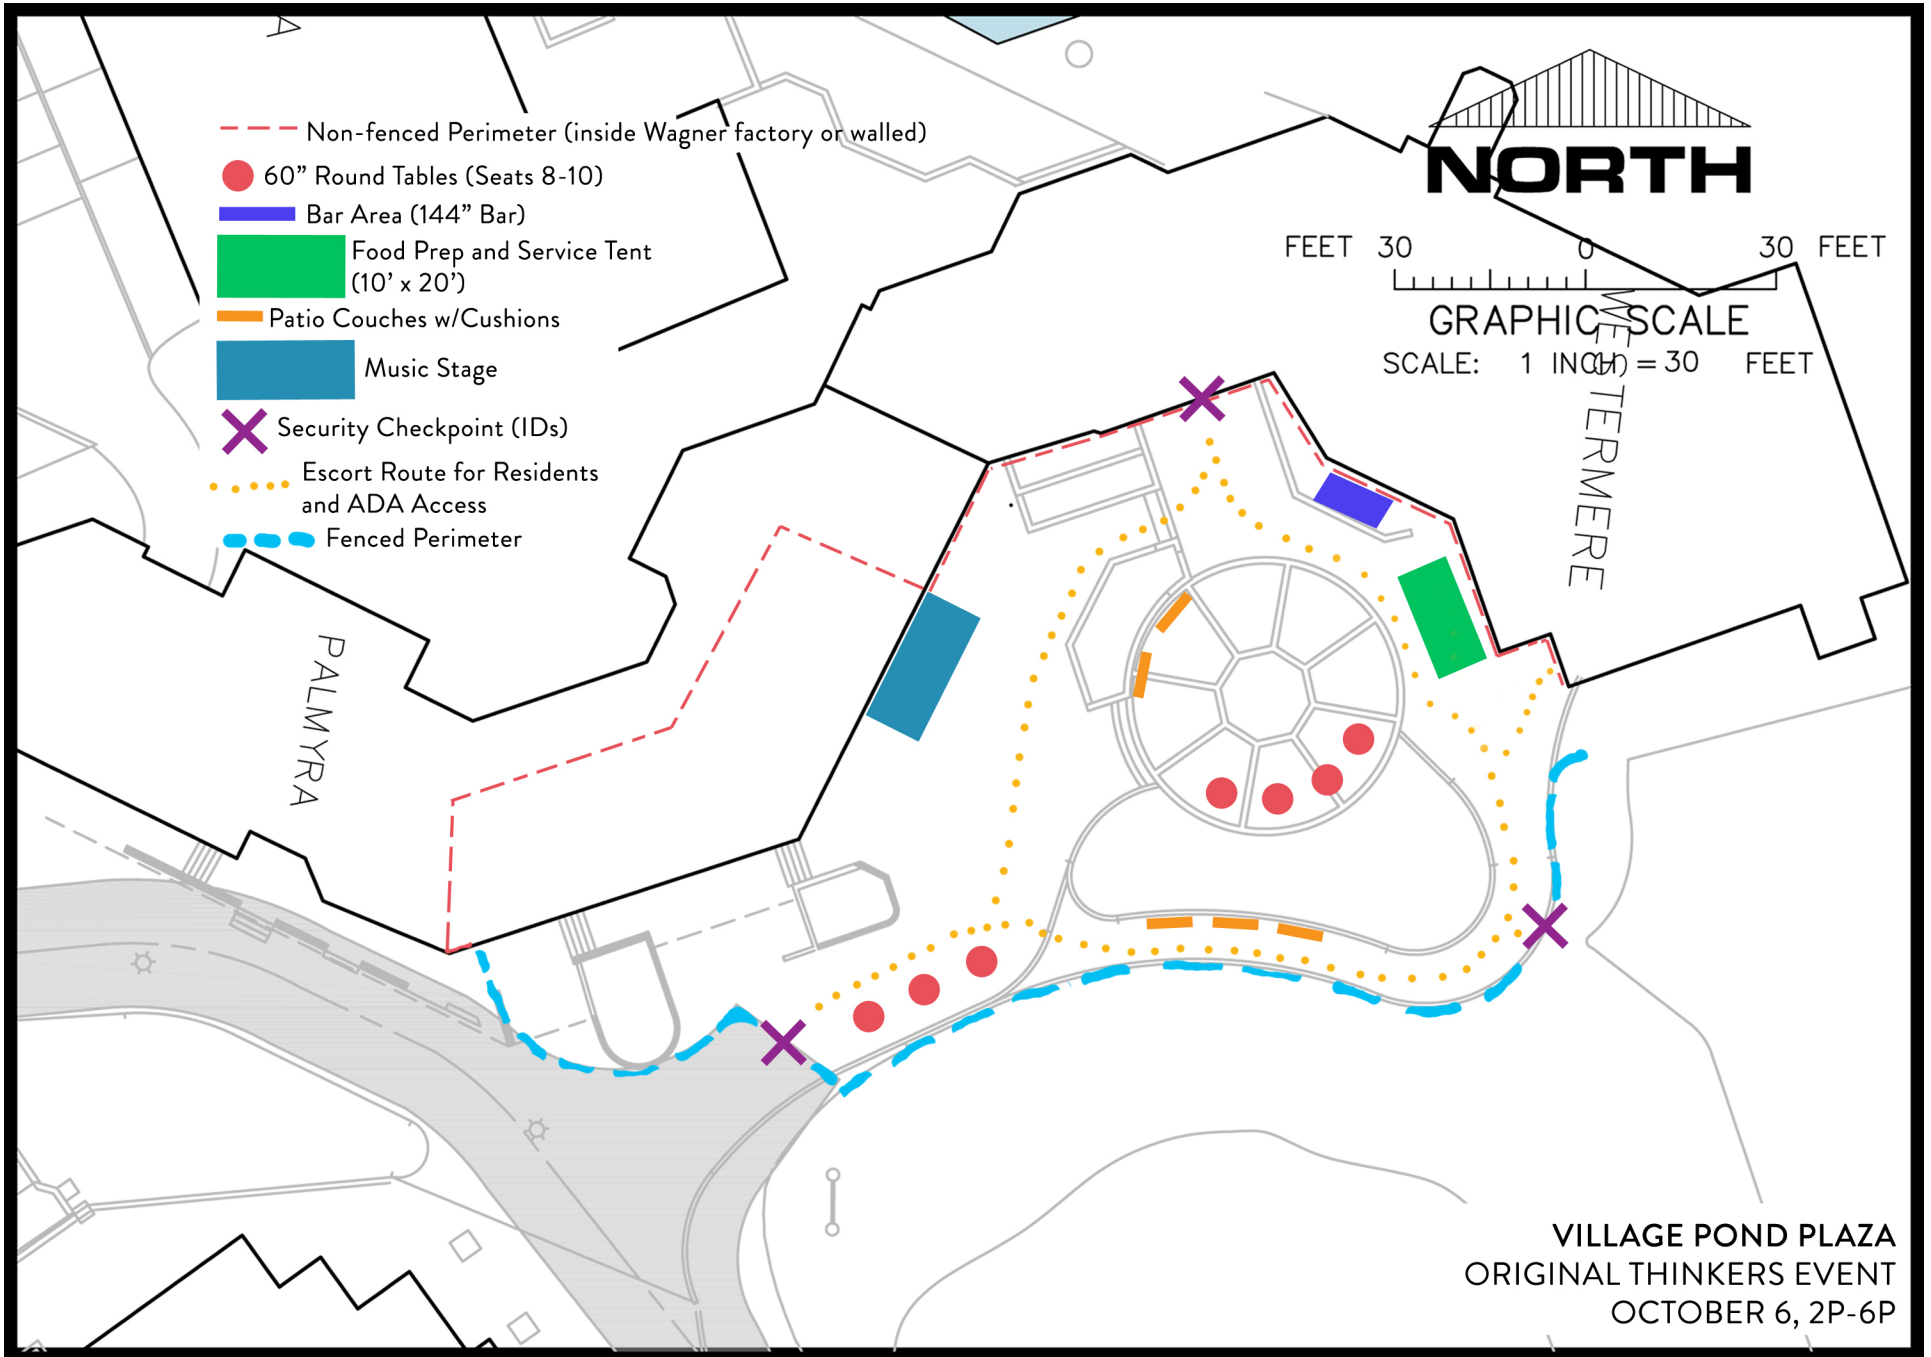 A
Non-fenced Perimeter (inside Wagner factory or walled)
60” Round Tables (Seats 8-10)
Bar Area (144” Bar)
Food Prep and Service Tent
(10’ x 20’)
Patio Couches w/Cushions
Music Stage
Security Checkpoint (IDs)
Escort Route for Residents
and ADA Access
Fenced Perimeter
NORTH
FEET 30 0 30 FEET
GRAPHIC SCALE
SCALE: 1 INCH = 30 FEET
WESTERMERE
PALMYRA
VILLAGE POND PLAZA
ORIGINAL THINKERS EVENT
OCTOBER 6, 2P-6P